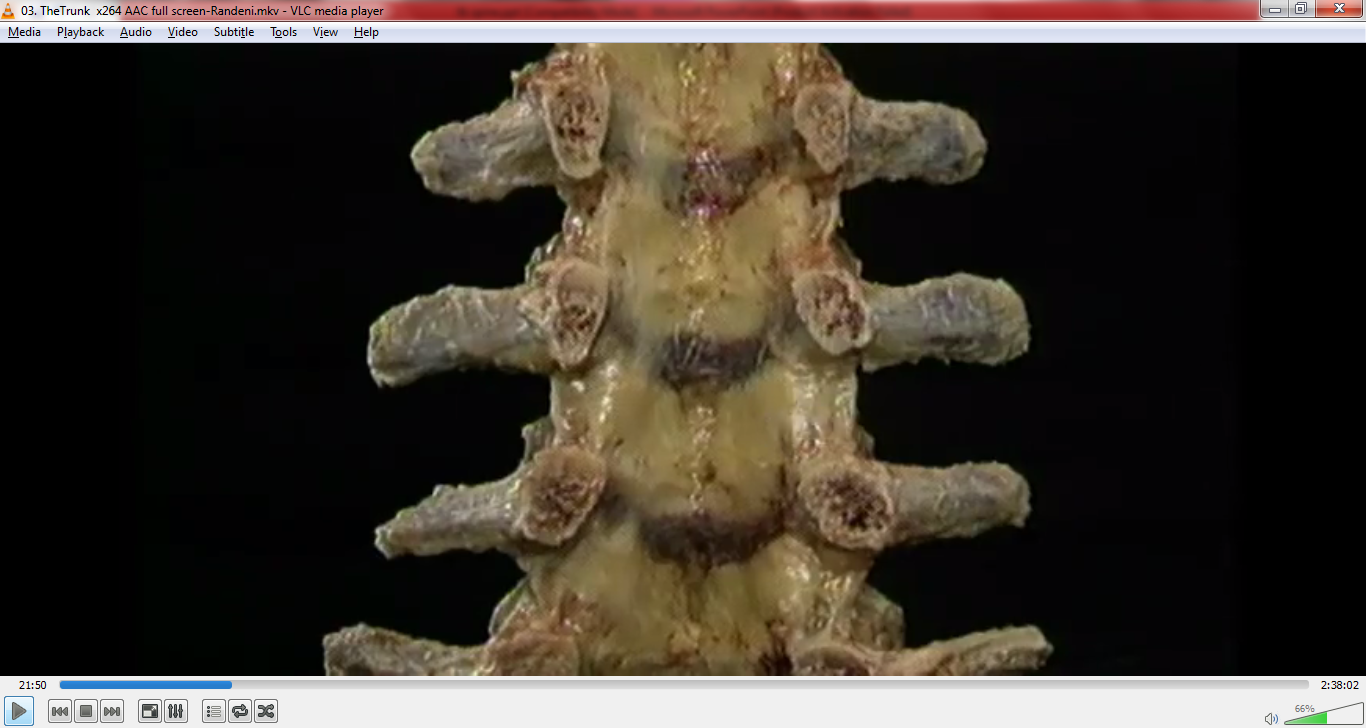 03. TheTrunk  x264 AAC full screen-Randeni.mkv - VLC media player
Media Playback Audio Video Subtitle Tools View Help
21:50 2:38:02
66%